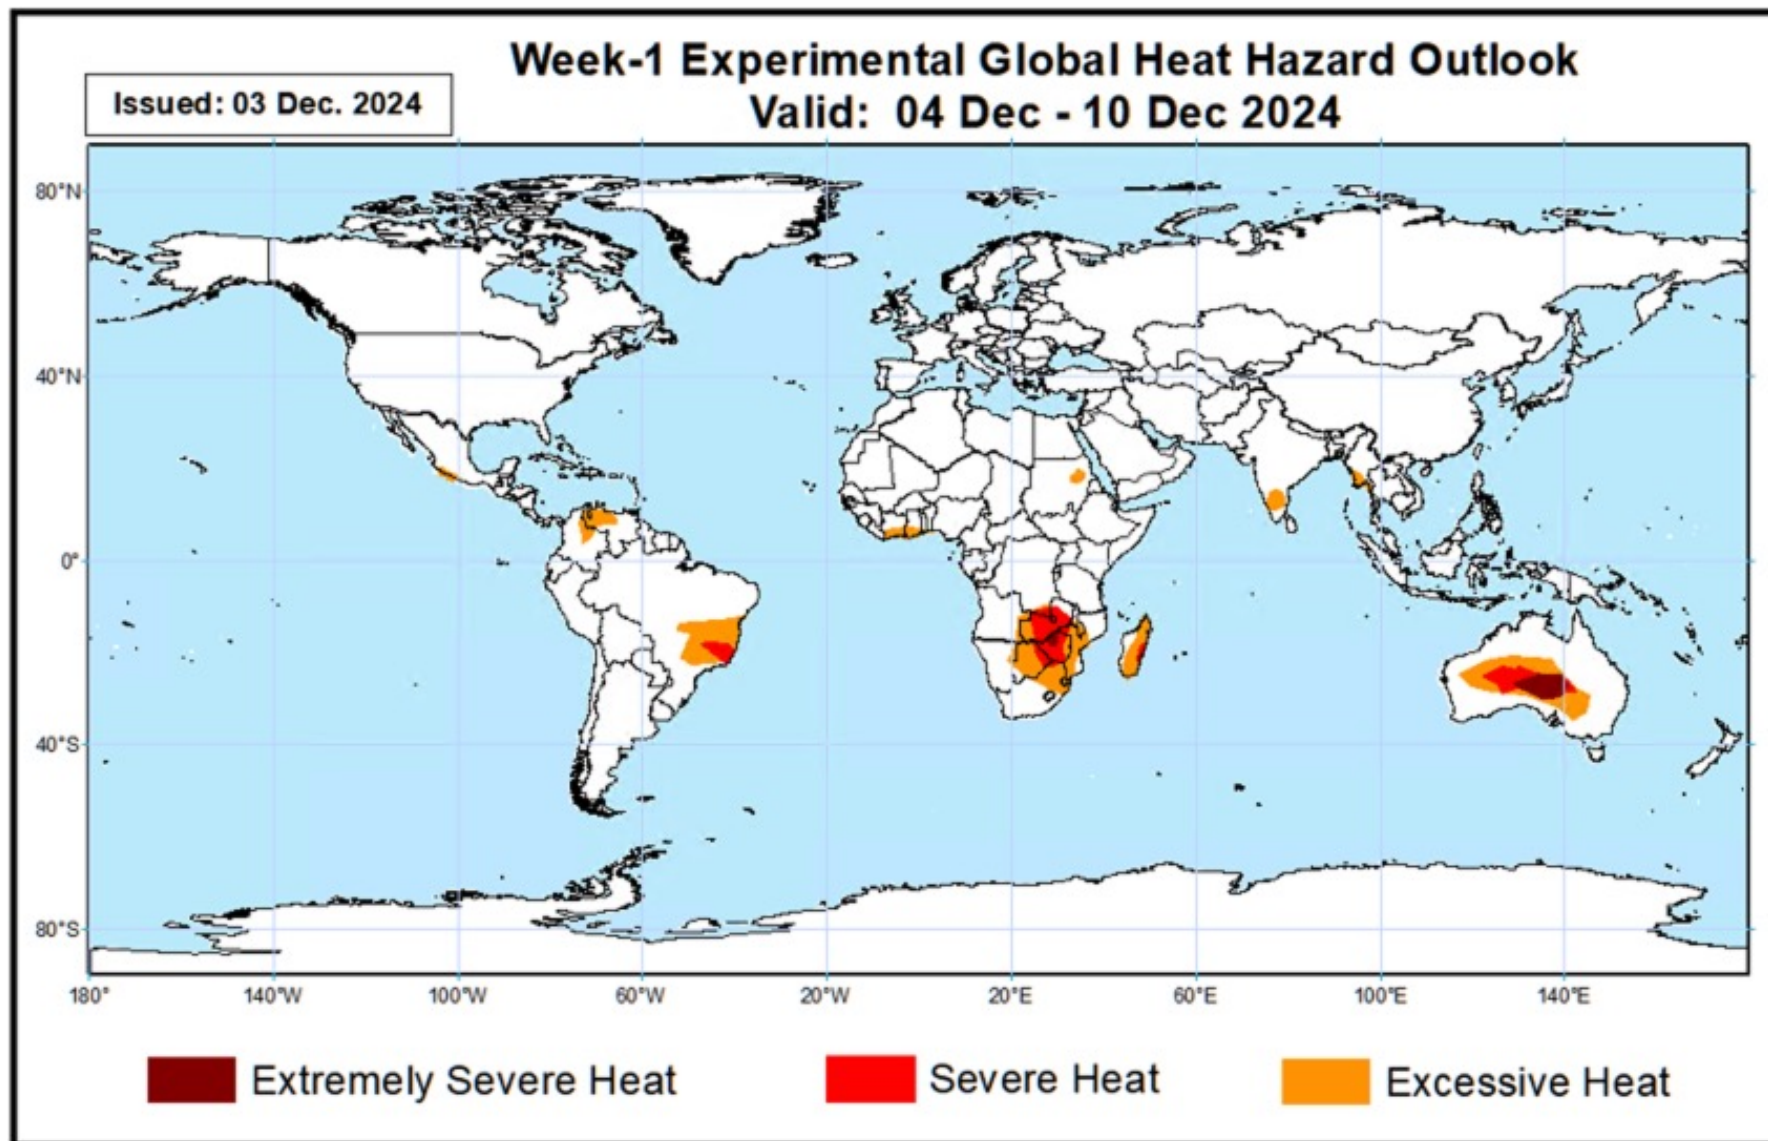 Week-1 Experimental Global Heat Hazard Outlook
Issued: 03 Dec. 2024
Valid: 04 Dec - 10 Dec 2024
80°N
40°N
0°
40°S
80°S
180°
140°W
100°W
60°W
20°W
20°E
60°E
100°E
140°E
Extremely Severe Heat
Severe Heat
Excessive Heat